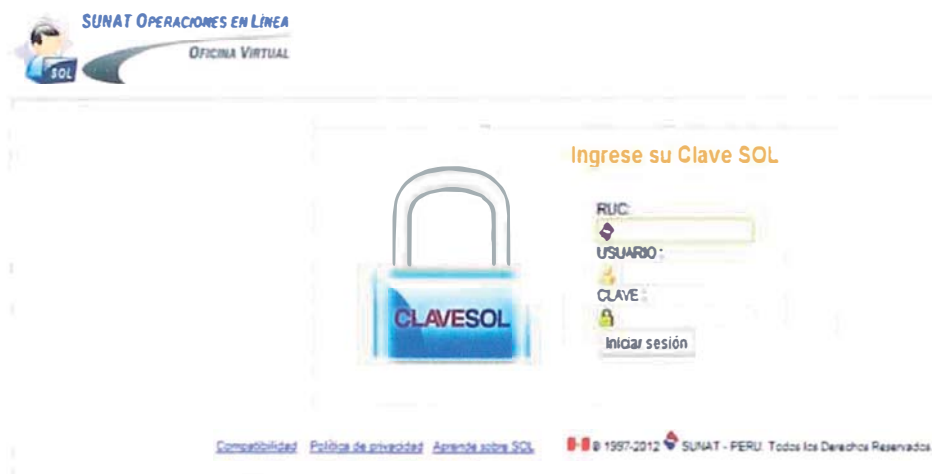 SUNAT OPERACIONES EN LÍNEA
OFICINA VIRTUAL
SOL
Ingrese su Clave SOL
RUC:
USUARIO :
CLAVE :
CLAVESOL
Iniciar sesión
Compatibilidad Política de privacidad Aprende sobre SOL © 1997-2012 SUNAT - PERU. Todos los Derechos Reservados